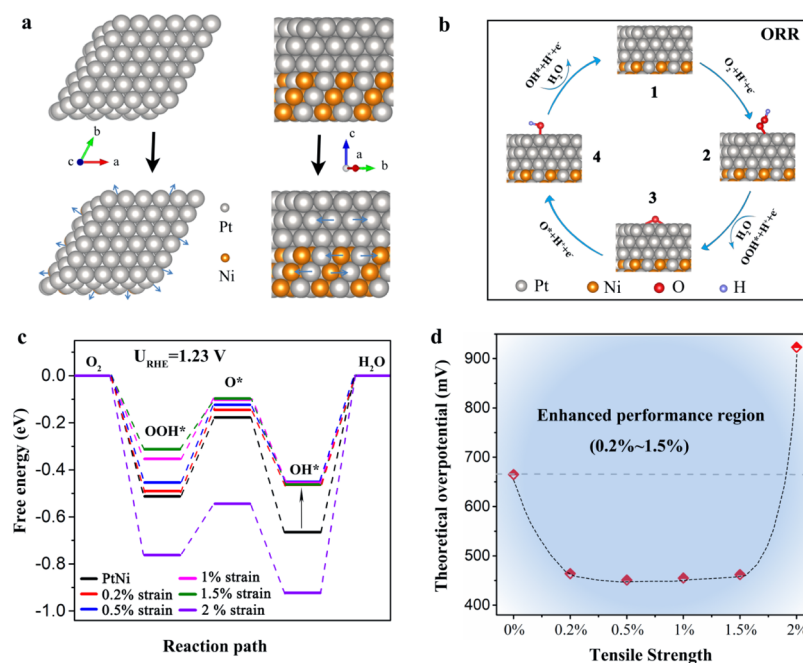 a
b
a
c
Pt
Ni
c
a
b
b
ORR
1
O₂+H⁺+e⁻
2
H₂O
OOH*+H⁺+e⁻
3
O*+H⁺+e⁻
4
OH*+H⁺+e⁻
H₂O
Pt
Ni
O
H
c
U_RHE=1.23 V
O₂
OOH*
O*
OH*
H₂O
Free energy (eV)
0.0
-0.2
-0.4
-0.6
-0.8
-1.0
PtNi
0.2% strain
0.5% strain
1% strain
1.5% strain
2 % strain
Reaction path
d
Theoretical overpotential (mV)
900
800
700
600
500
400
Enhanced performance region
(0.2%~1.5%)
0%
0.2%
0.5%
1%
1.5%
2%
Tensile Strength